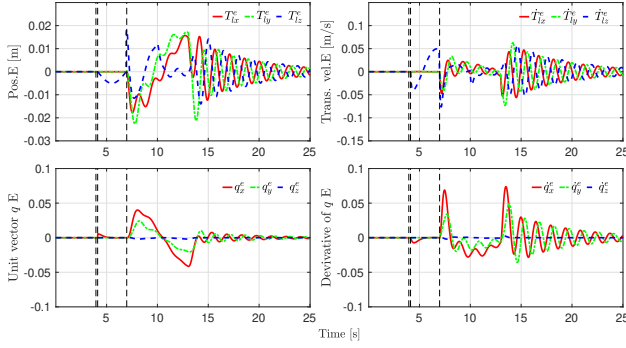 T^e_{lx} T^e_{ly} T^e_{lz}
Pos.E [m]
0.02
0.01
0
-0.01
-0.02
-0.03
5 10 15 20 25
Ṫ^e_{lx} Ṫ^e_{ly} Ṫ^e_{lz}
Trans. vel.E [m/s]
0.1
0.05
0
-0.05
-0.1
-0.15
5 10 15 20 25
q^e_x q^e_y q^e_z
Unit vector q E
0.1
0.05
0
-0.05
-0.1
5 10 15 20 25
q̇^e_x q̇^e_y q̇^e_z
Devivative of q E
0.1
0.05
0
-0.05
-0.1
5 10 15 20 25
Time [s]